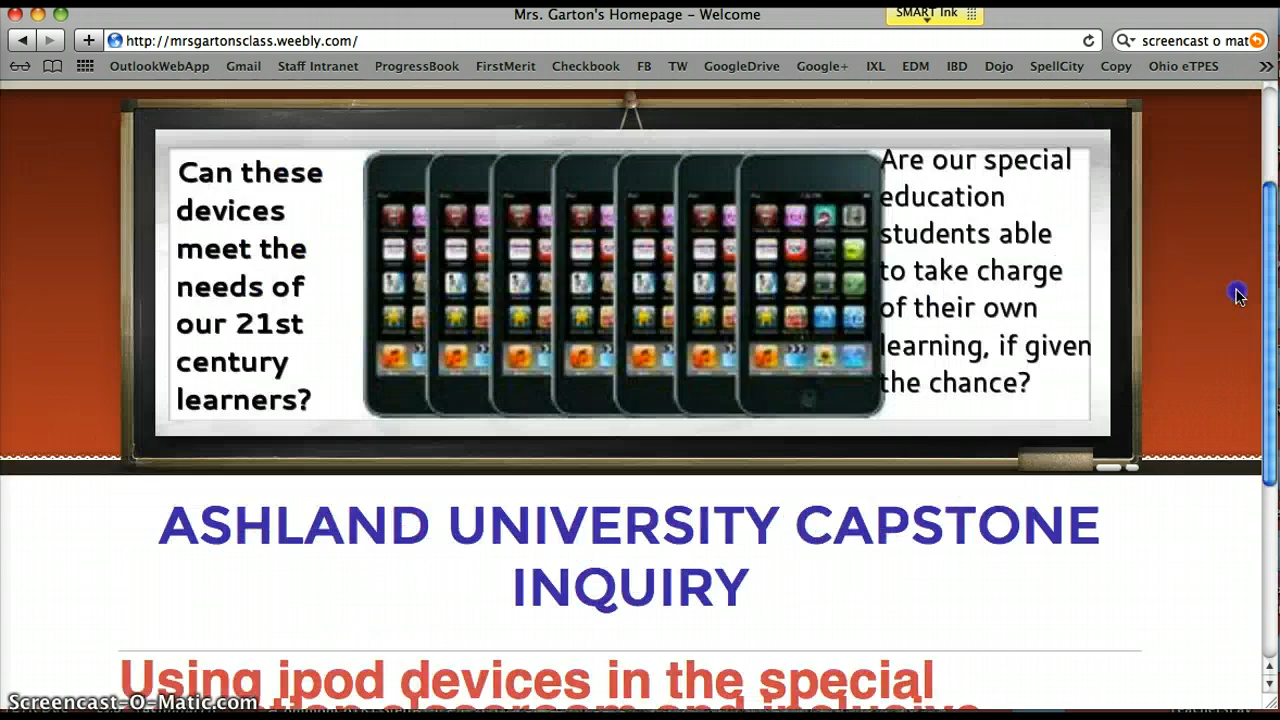 Mrs. Garton's Homepage – Welcome
SMART Ink
http://mrsgartonsclass.weebly.com/
screencast o mat
OutlookWebApp Gmail Staff Intranet ProgressBook FirstMerit Checkbook FB TW GoogleDrive Google+ IXL EDM IBD Dojo SpellCity Copy Ohio eTPES
Can these
devices
meet the
needs of
our 21st
century
learners?
Are our special
education
students able
to take charge
of their own
learning, if given
the chance?
ASHLAND UNIVERSITY CAPSTONE
INQUIRY
Using ipod devices in the special
Screencast-O-Matic.com